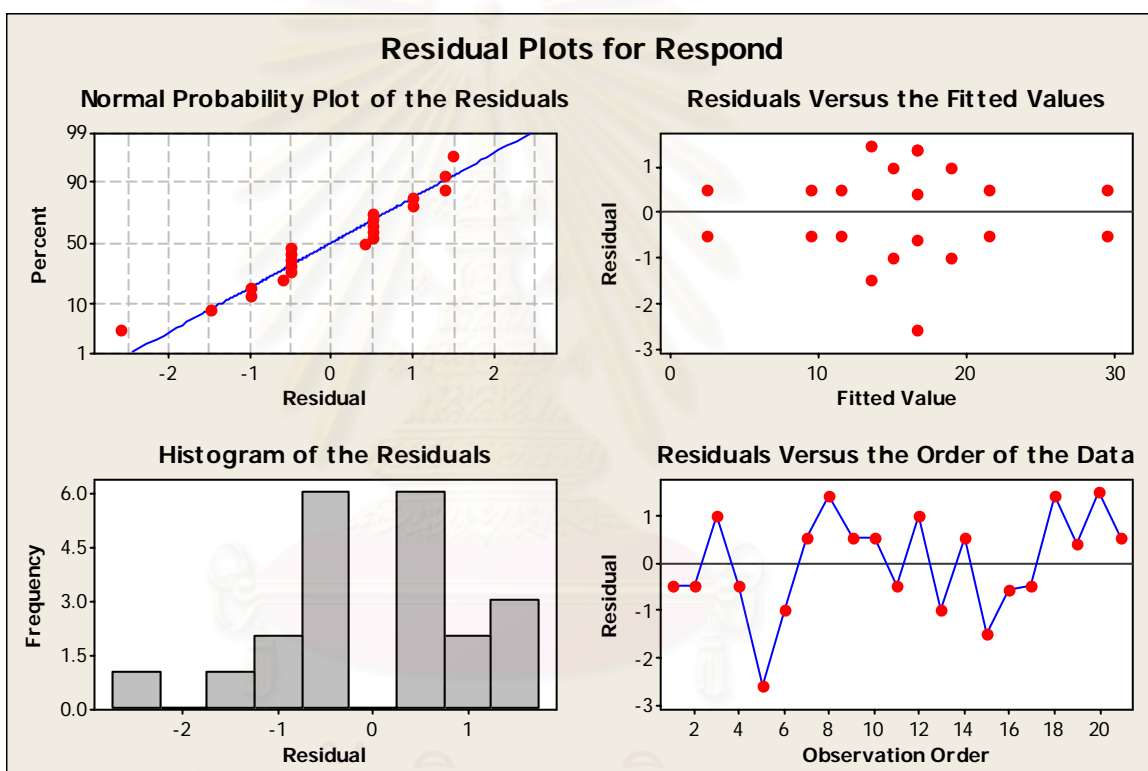 Residual Plots for Respond
Normal Probability Plot of the Residuals
99
90
50
10
1
Percent
-2 -1 0 1 2
Residual
Residuals Versus the Fitted Values
1
0
-1
-2
-3
Residual
0 10 20 30
Fitted Value
Histogram of the Residuals
6.0
4.5
3.0
1.5
0.0
Frequency
-2 -1 0 1
Residual
Residuals Versus the Order of the Data
1
0
-1
-2
-3
Residual
2 4 6 8 10 12 14 16 18 20
Observation Order